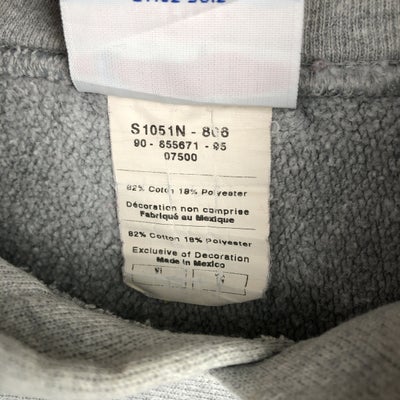 S1051N - 806
90 - 855671 - 95
07500
82% Coton 18% Polyester
Décoration non comprise
Fabriqué au Mexique
82% Cotton 18% Polyester
Exclusive of Decoration
Made in Mexico